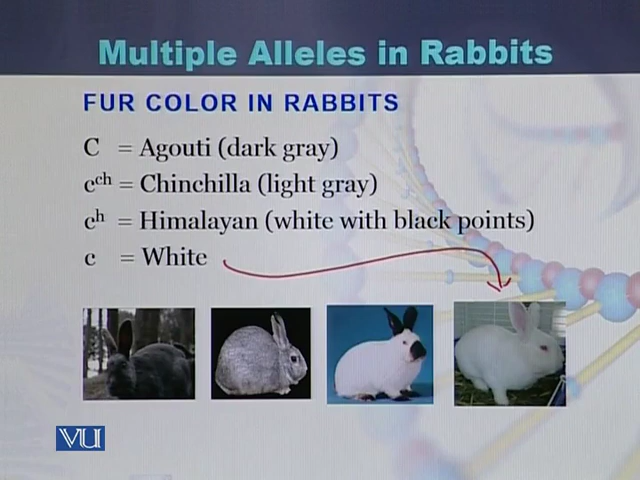 Multiple Alleles in Rabbits
FUR COLOR IN RABBITS
C = Agouti (dark gray)
cᶜʰ = Chinchilla (light gray)
cʰ = Himalayan (white with black points)
c = White
VU